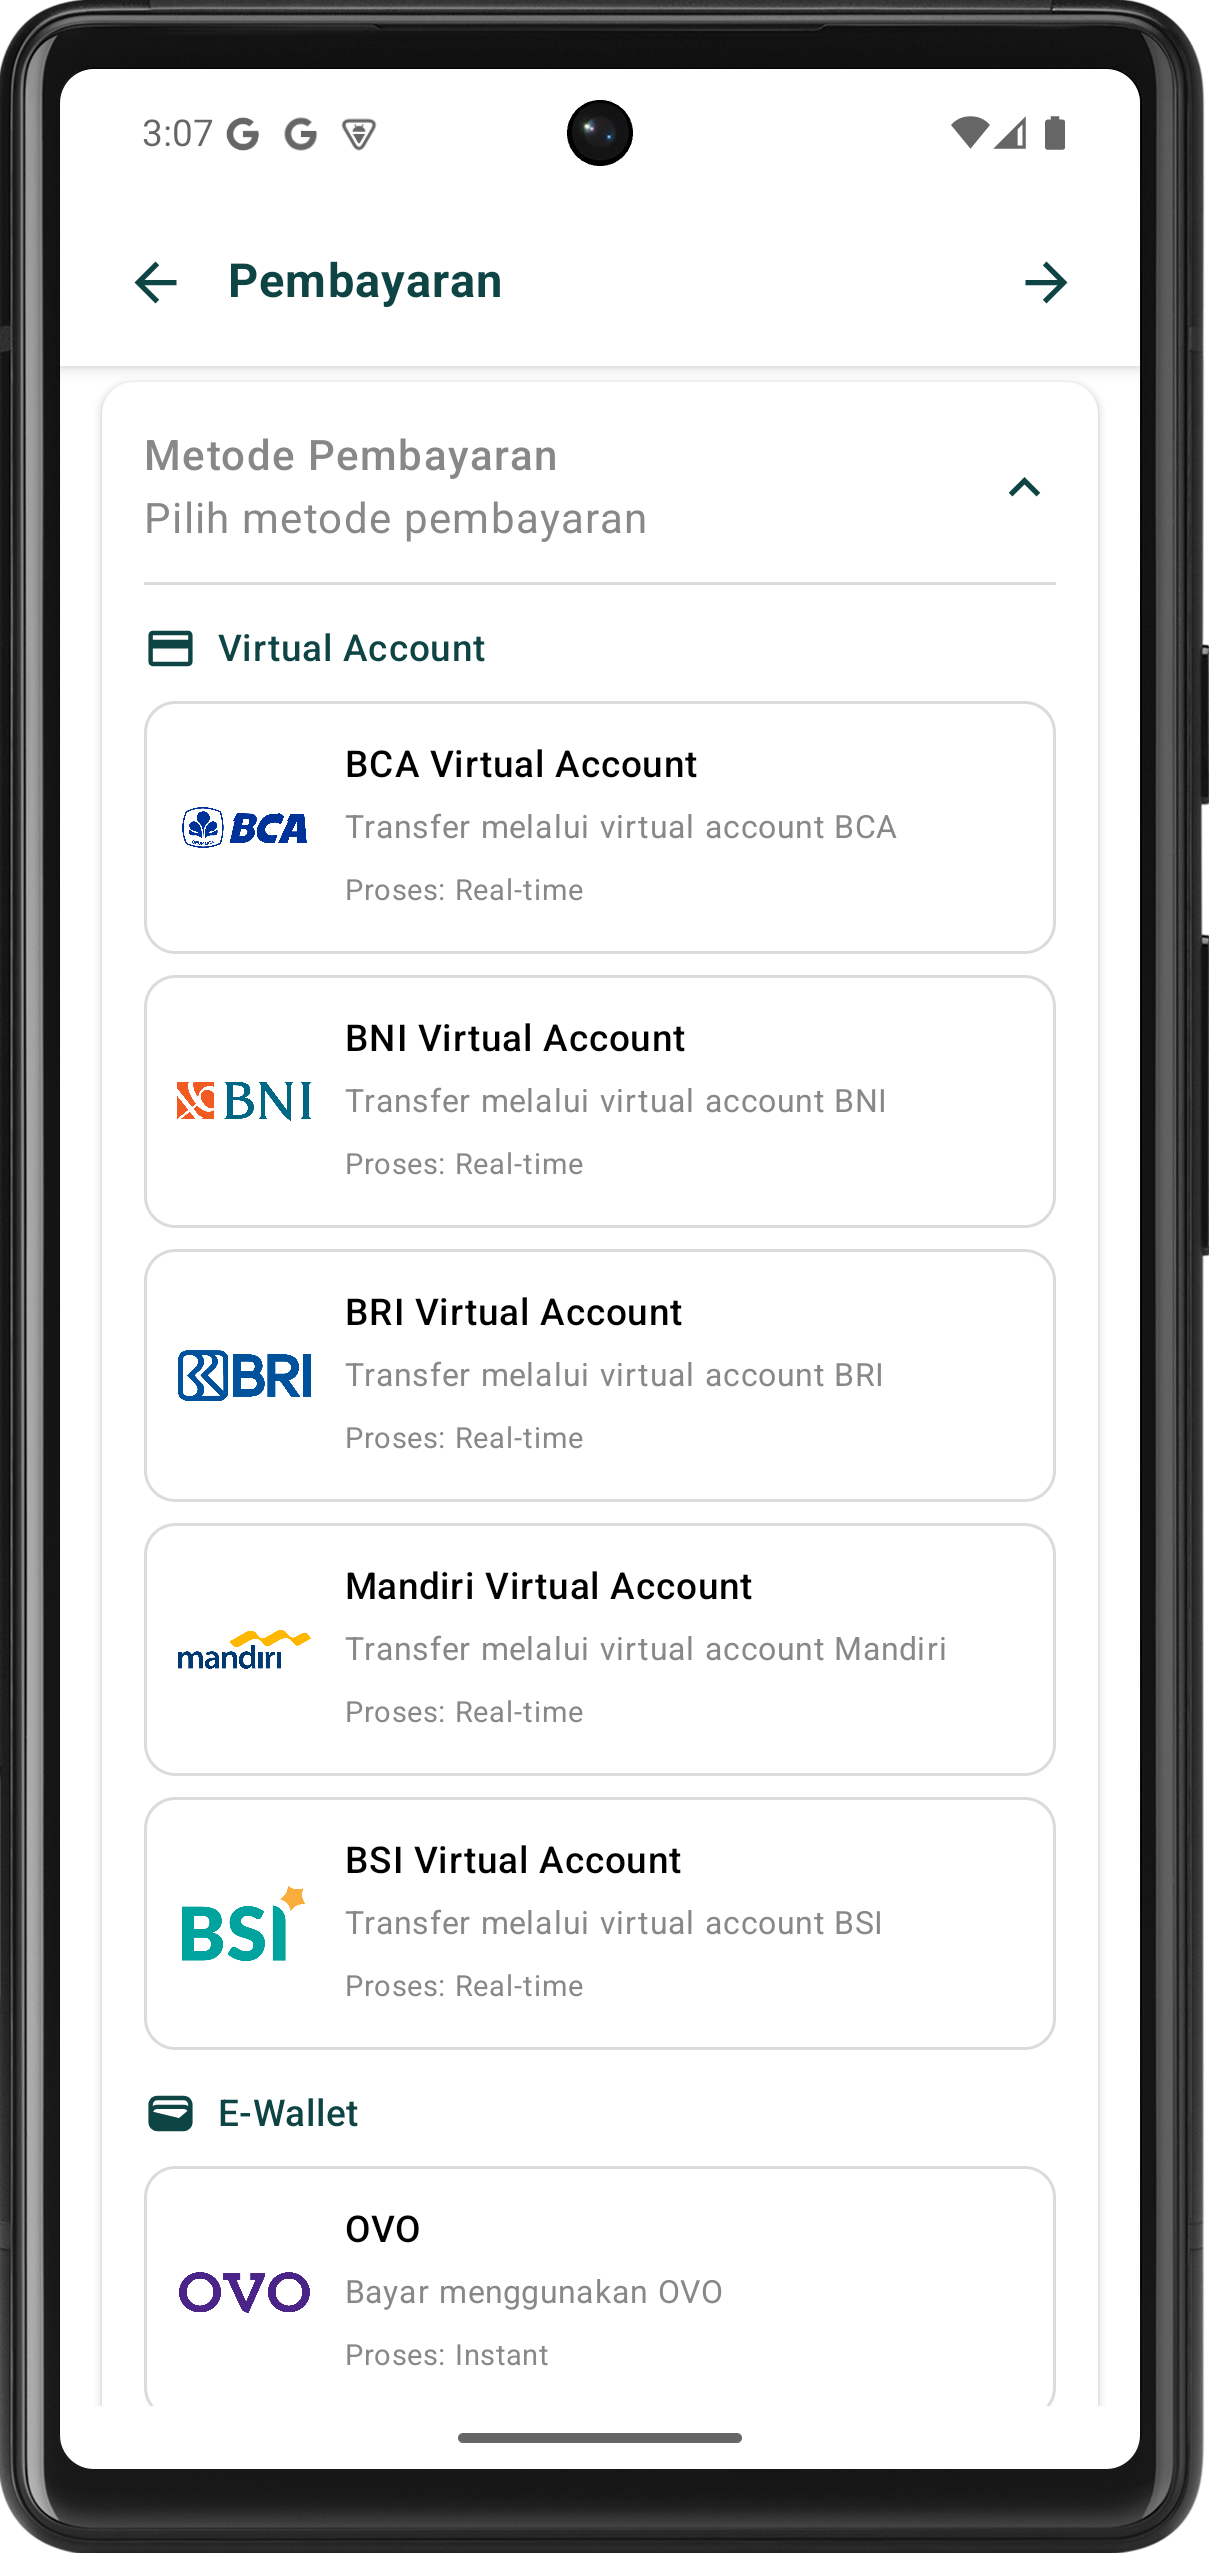 3:07
Pembayaran
Metode Pembayaran
Pilih metode pembayaran
Virtual Account
BCA Virtual Account
BCA
Transfer melalui virtual account BCA
Proses: Real-time
BNI Virtual Account
BNI
Transfer melalui virtual account BNI
Proses: Real-time
BRI Virtual Account
BRI
Transfer melalui virtual account BRI
Proses: Real-time
Mandiri Virtual Account
mandırı
Transfer melalui virtual account Mandiri
Proses: Real-time
BSI Virtual Account
BSI
Transfer melalui virtual account BSI
Proses: Real-time
E-Wallet
OVO
OVO
Bayar menggunakan OVO
Proses: Instant